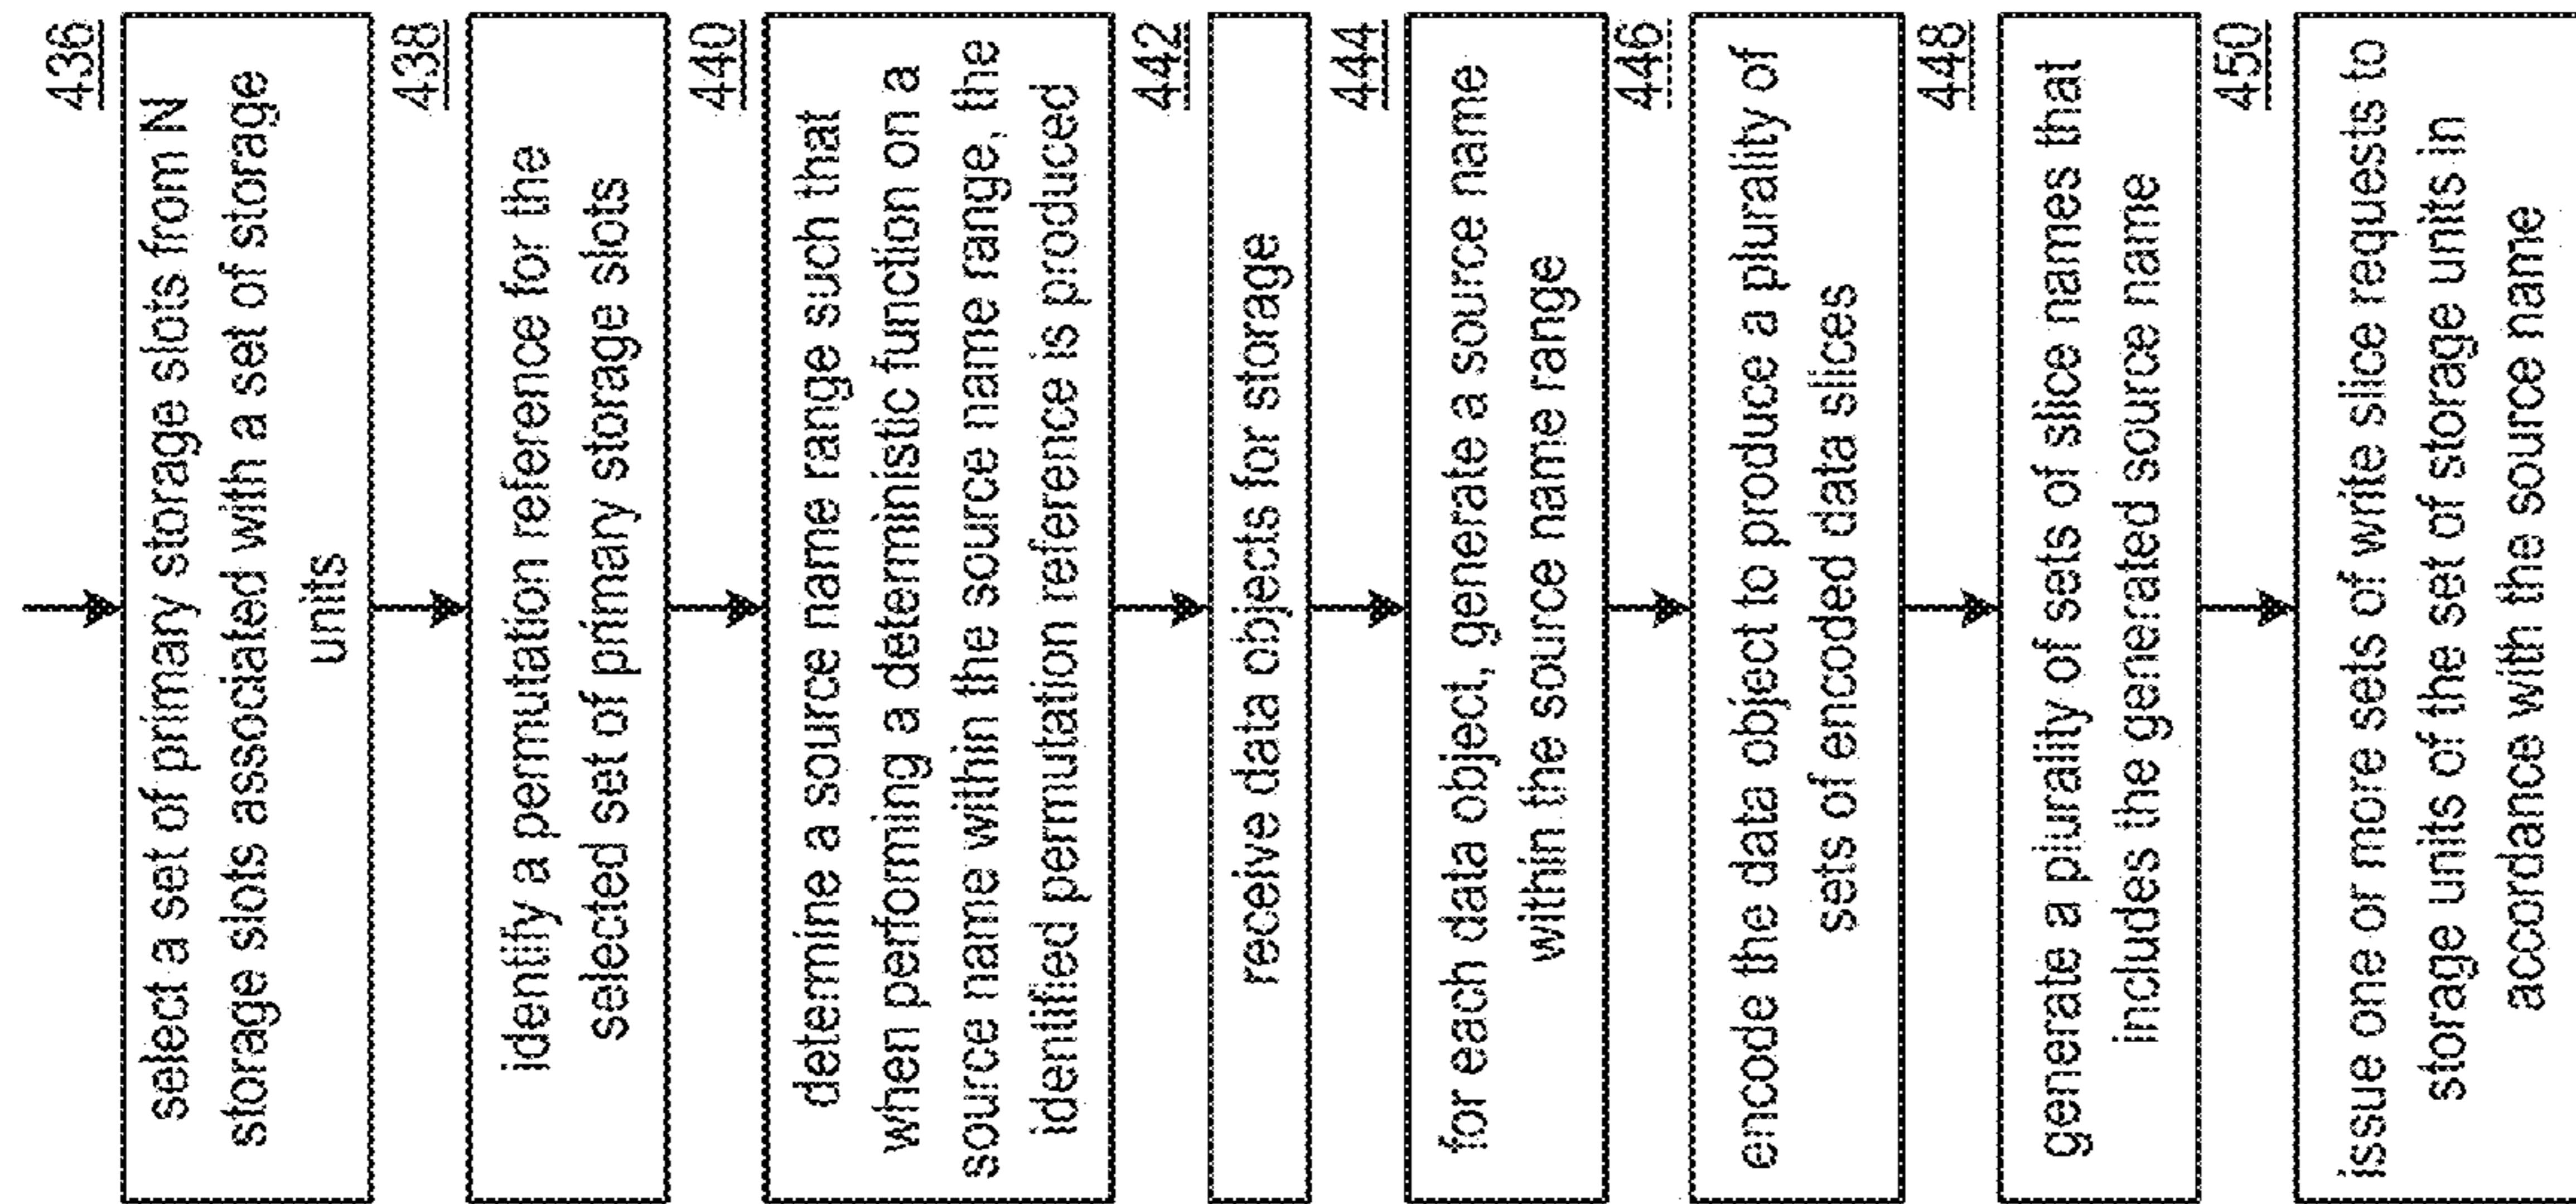 436
select a set of primary storage slots from N
storage slots associated with a set of storage
units
438
identify a permutation reference for the
selected set of primary storage slots
440
determine a source name range such that
when performing a deterministic function on a
source name within the source name range, the
identified permutation reference is produced
442
receive data objects for storage
444
for each data object, generate a source name
within the source name range
446
encode the data object to produce a plurality of
sets of encoded data slices
448
generate a plurality of sets of slice names that
includes the generated source name
450
issue one or more sets of write slice requests to
storage units of the set of storage units in
accordance with the source name